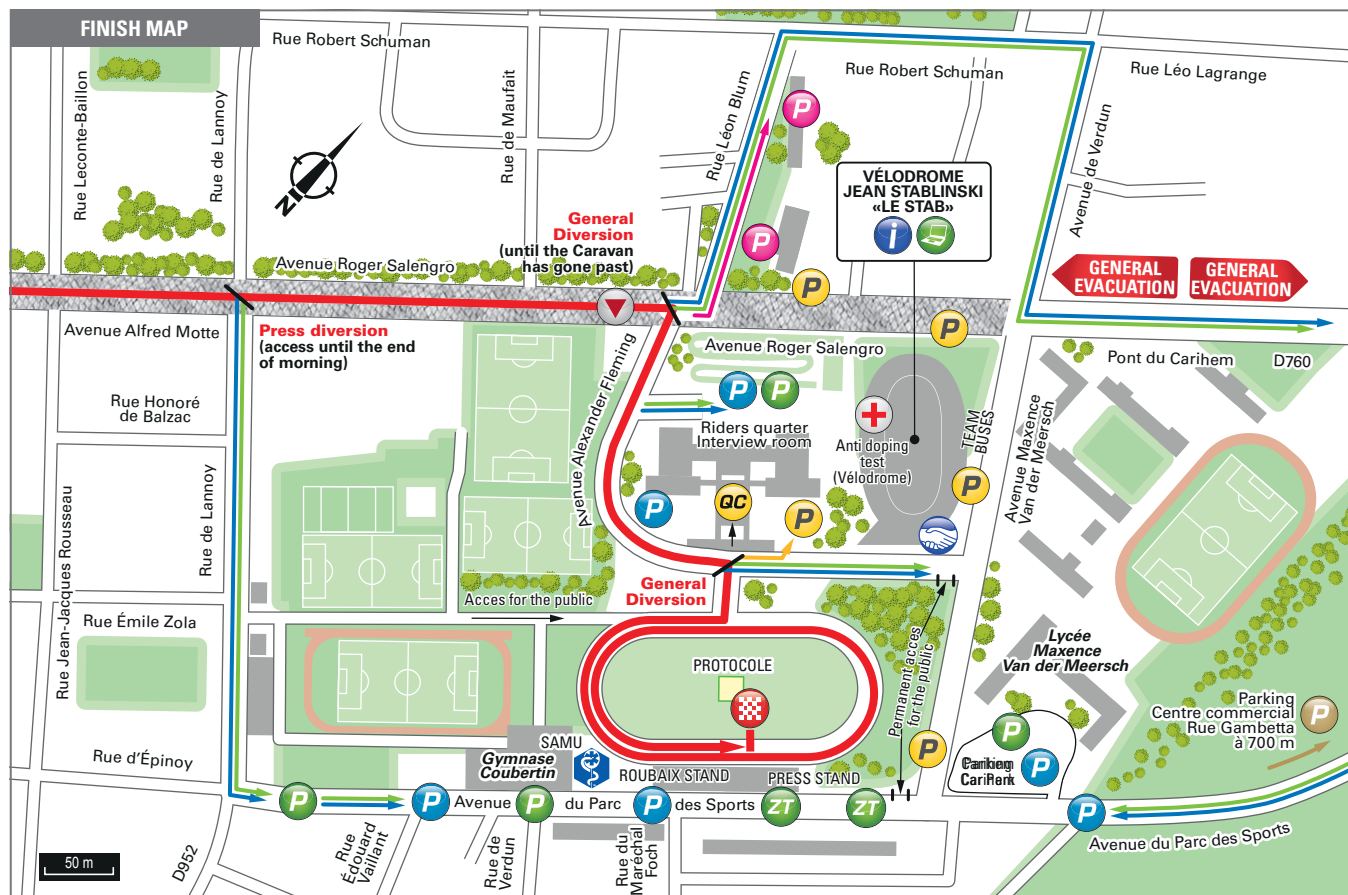 FINISH MAP
Rue Robert Schuman
Rue Leconte-Baillon
Rue de Lannoy
Rue de Maufait
Rue Léon Blum
Rue Robert Schuman
Rue Léo Lagrange
Avenue de Verdun
P
N
VÉLODROME
JEAN STABLINSKI
«LE STAB»
i
General
Diversion
(until the Caravan
has gone past)
P
Avenue Roger Salengro
P
GENERAL
EVACUATION
GENERAL
EVACUATION
Avenue Alfred Motte
Press diversion
(access until the end
of morning)
P
Avenue Roger Salengro
Pont du Carihem
D760
Avenue Alexander Fleming
P
P
Rue Honoré
de Balzac
Riders quarter
Interview room
Anti doping
test
(Vélodrome)
TEAM
BUSES
Avenue Maxence
Van der Meersch
Rue Jean-Jacques Rousseau
Rue de Lannoy
P
QC
P
P
General
Diversion
Acces for the public
Rue Émile Zola
Permanent acces
for the public
Lycée
Maxence
Van der Meersch
PROTOCOLE
Parking
Centre commercial
Rue Gambetta
à 700 m
P
P
P
P
Rue d'Épinoy
SAMU
Gymnase
Coubertin
ROUBAIX STAND
PRESS STAND
P
P
Avenue
P
du Parc
P
des Sports
ZT
ZT
P
Avenue du Parc des Sports
50 m
D952
Rue
Édouard
Vaillant
Rue de
Verdun
Rue du
Maréchal
Foch